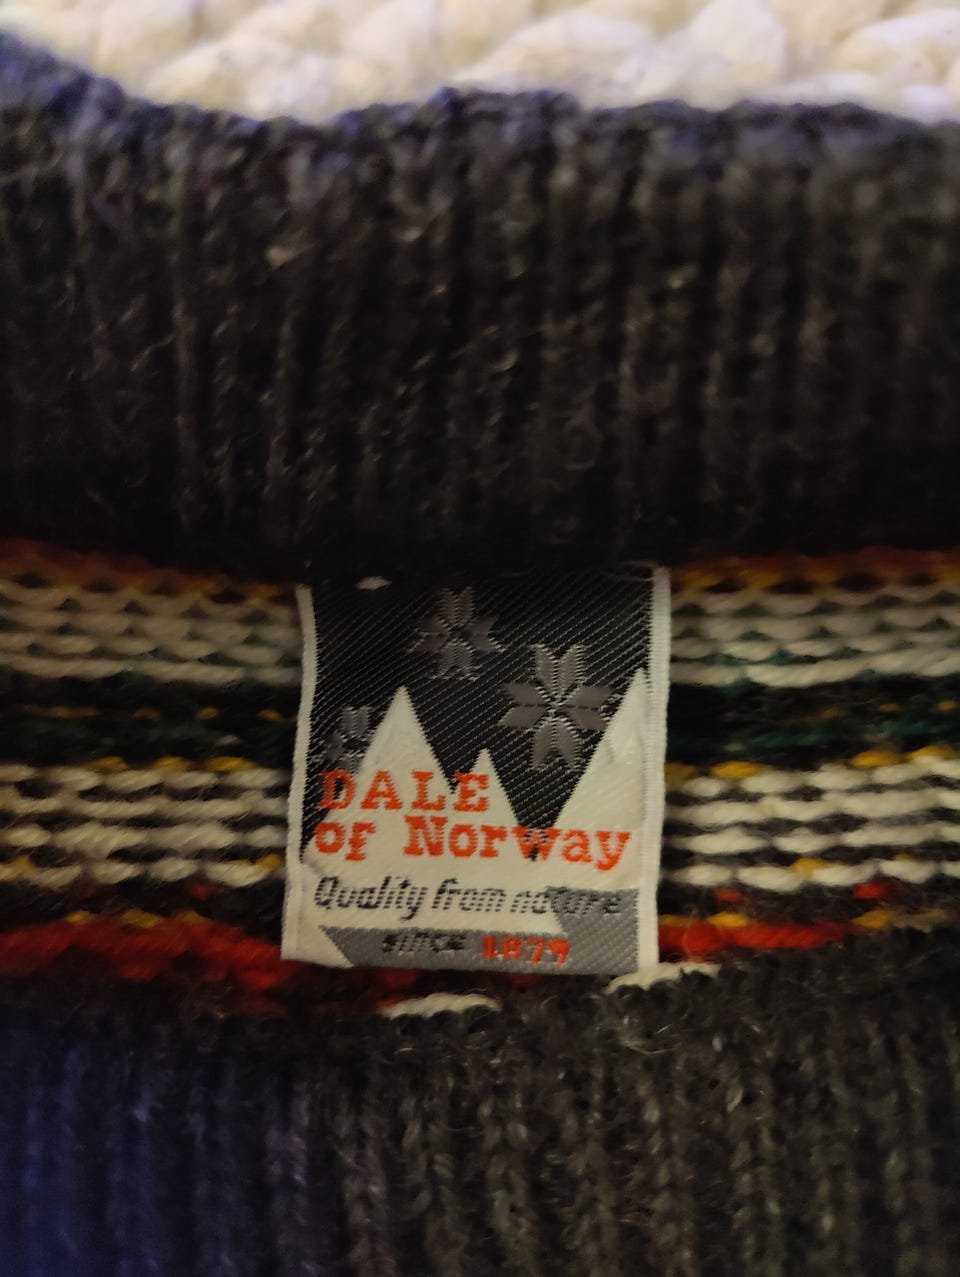 DALE
of Norway
Quality from nature
SINCE 1879